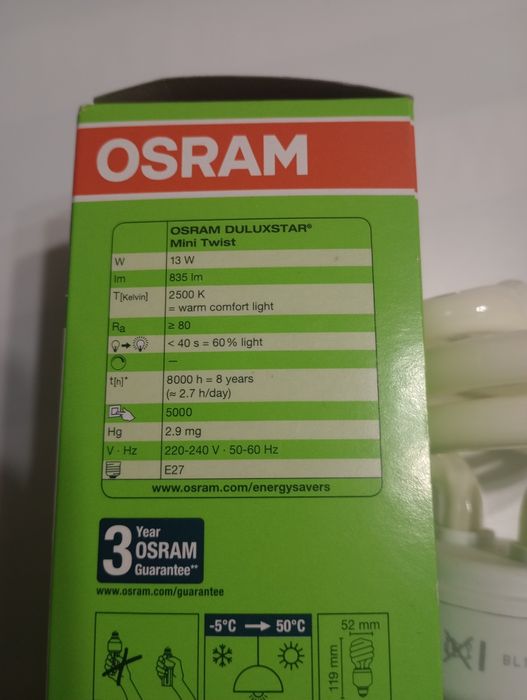 OSRAM
OSRAM DULUXSTAR®
Mini Twist
W 13 W
lm 835 lm
T[Kelvin] 2500 K
= warm comfort light
Ra ≥ 80
< 40 s = 60% light
—
t[h]* 8000 h = 8 years
(≈ 2.7 h/day)
5000
Hg 2.9 mg
V · Hz 220-240 V · 50-60 Hz
E27
www.osram.com/energysavers
3 Year
OSRAM
Guarantee**
www.osram.com/guarantee
-5°C → 50°C
52 mm
119 mm